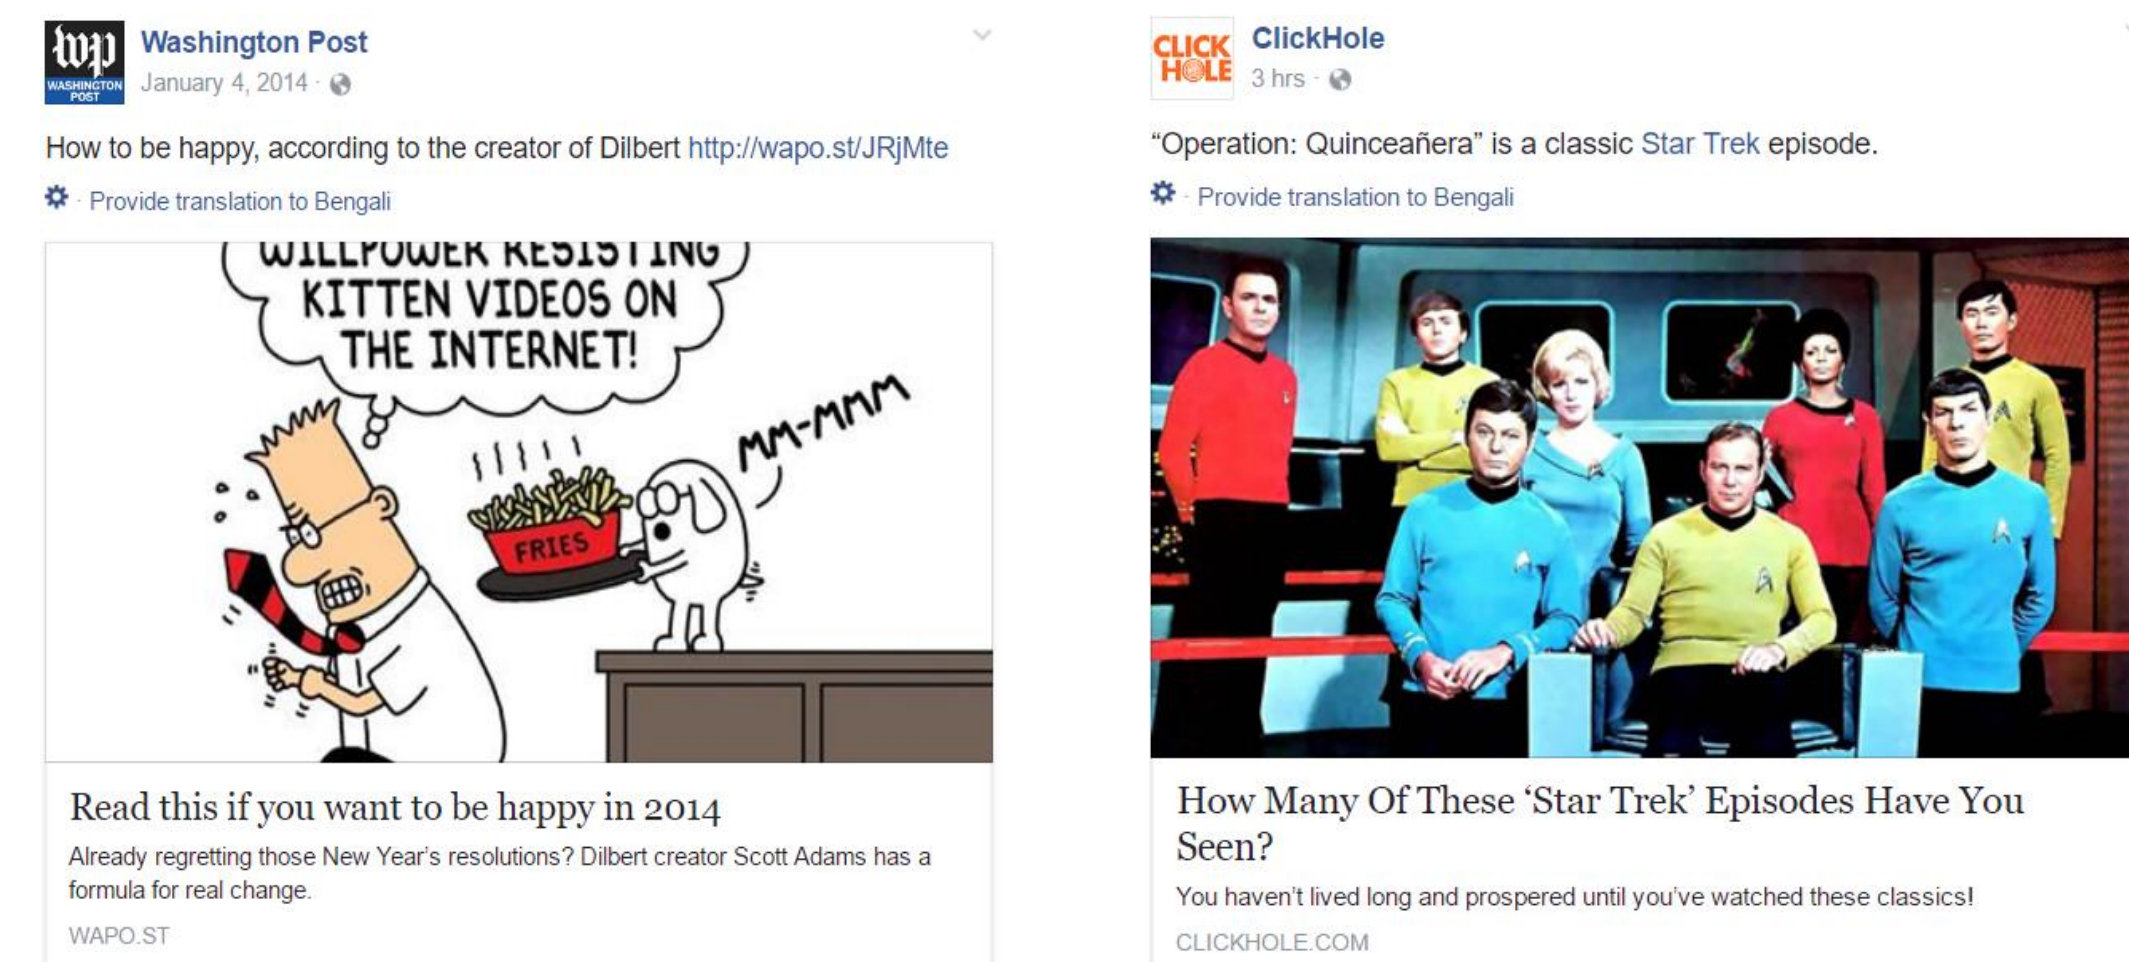 Washington Post
January 4, 2014 ·
WASHINGTON
POST
How to be happy, according to the creator of Dilbert http://wapo.st/JRjMte
· Provide translation to Bengali
WILLPOWER RESISTING
KITTEN VIDEOS ON
THE INTERNET!
MM-MMM
FRIES
Read this if you want to be happy in 2014
Already regretting those New Year's resolutions? Dilbert creator Scott Adams has a
formula for real change.
WAPO.ST
CLICK
HOLE
ClickHole
3 hrs ·
“Operation: Quinceañera” is a classic Star Trek episode.
· Provide translation to Bengali
How Many Of These ‘Star Trek’ Episodes Have You
Seen?
You haven't lived long and prospered until you've watched these classics!
CLICKHOLE.COM